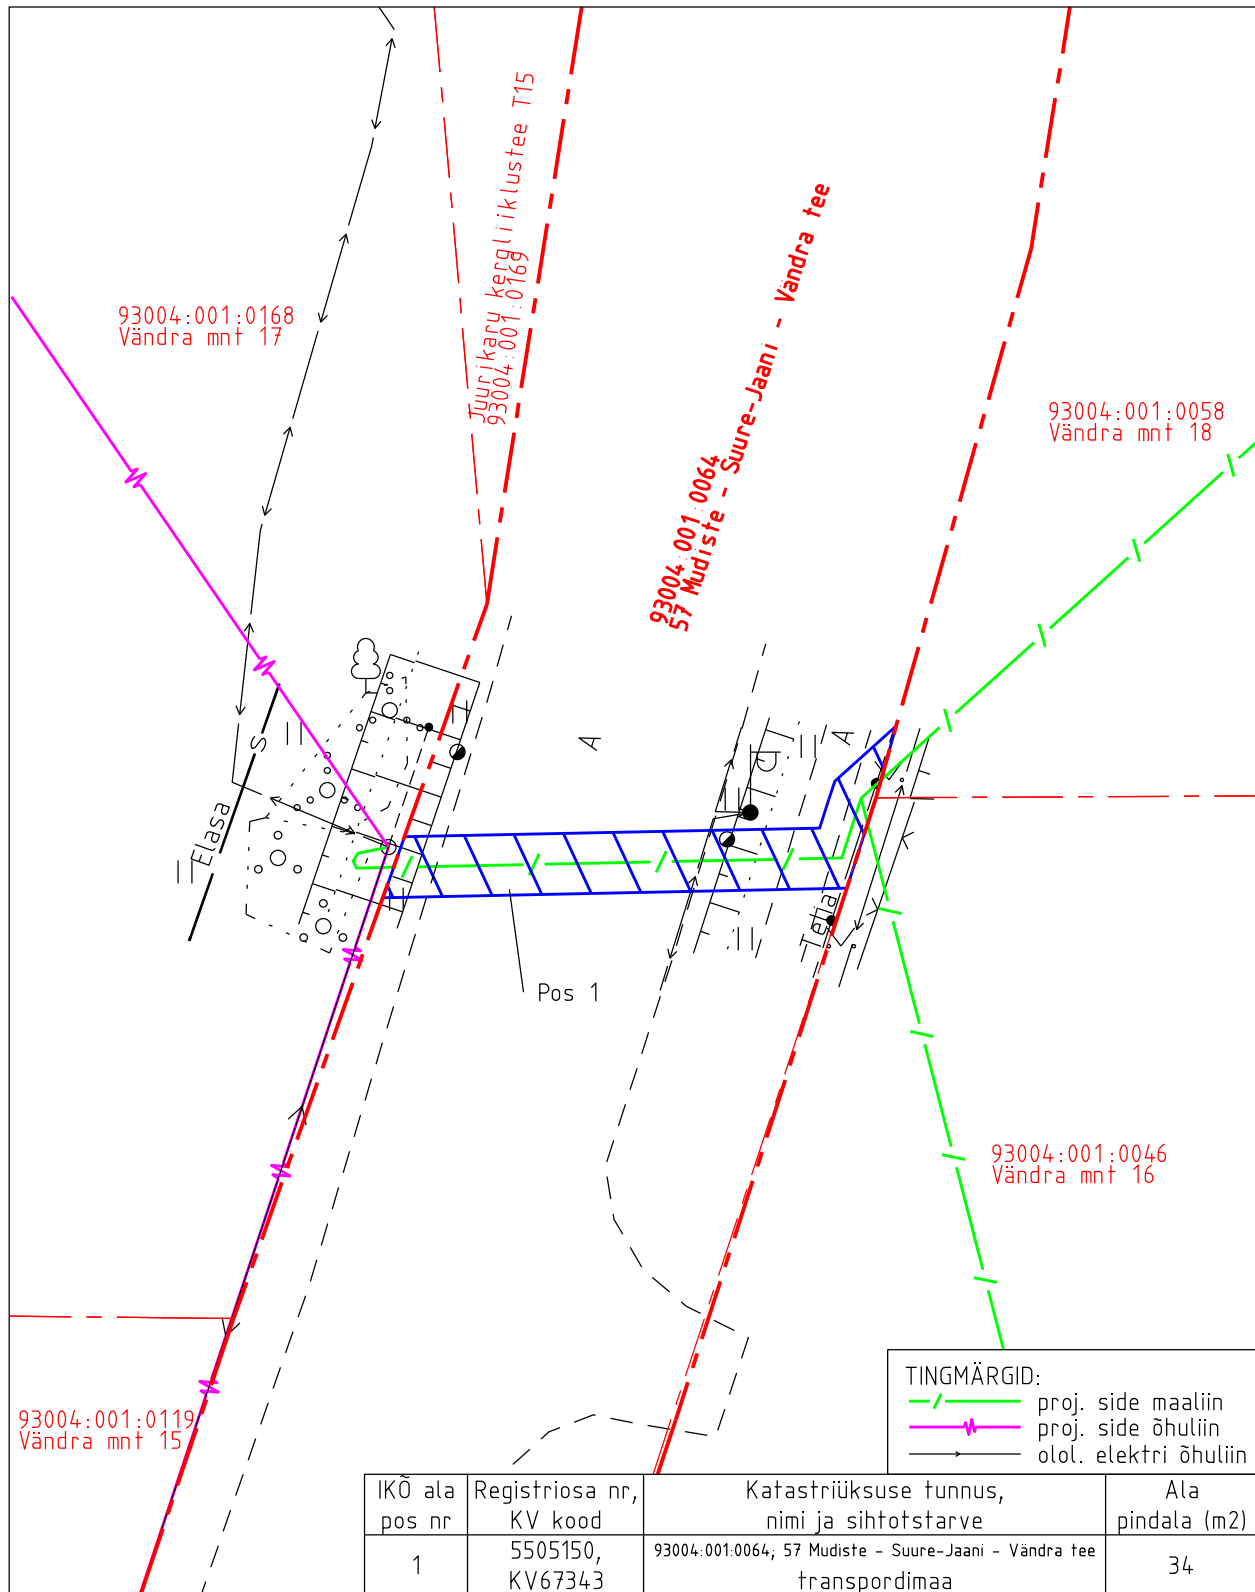 Juurikaru kergliiklustee T15
93004:001:0169
93004:001:0168
Vändra mnt 17
93004:001:0064
57 Mudiste - Suure-Jaani - Vändra tee
93004:001:0058
Vändra mnt 18
A
A
S
Elasa
Telia
Pos 1
93004:001:0046
Vändra mnt 16
93004:001:0119
Vändra mnt 15
TINGMÄRGID:
proj. side maaliin
proj. side õhuliin
olol. elektri õhuliin
IKÕ ala
pos nr
Registriosa nr,
KV kood
Katastriüksuse tunnus,
nimi ja sihtotstarve
Ala
pindala (m2)
1
5505150,
KV67343
93004:001:0064; 57 Mudiste - Suure-Jaani - Vändra tee
transpordimaa
34